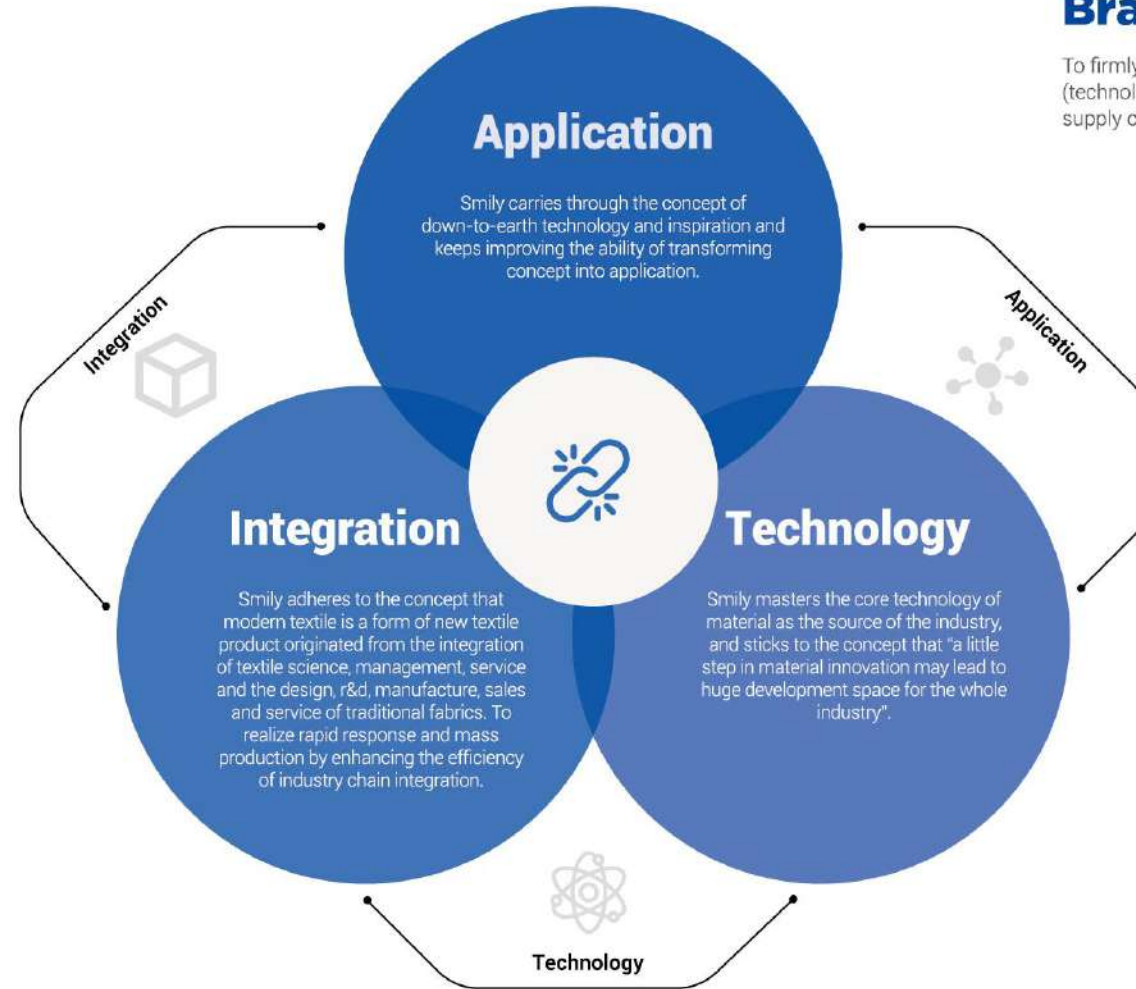 To firmly
supply c
Application
Smily carries through the concept of
down-to-earth technology and inspiration and
keeps improving the ability of transforming
concept into application.
Integration
Application
Integration
Smily adheres to the concept that
modern textile is a form of new textile
product originated from the integration
of textile science, management, service
and the design, r&d, manufacture, sales
and service of traditional fabrics. To
realize rapid response and mass
production by enhancing the efficiency
of industry chain integration.
Technology
Smily masters the core technology of
material as the source of the industry,
and sticks to the concept that “a little
step in material innovation may lead to
huge development space for the whole
industry”.
Technology